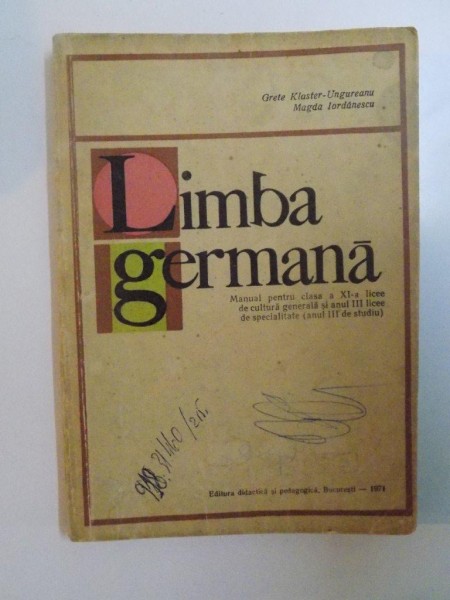 Grete Klaster-Ungureanu
Magda Iordănescu
Limba
germană
Manual pentru clasa a XI-a licee
de cultură generală și anul III licee
de specialitate (anul III de studiu)
Editura didactică și pedagogică, București — 1974